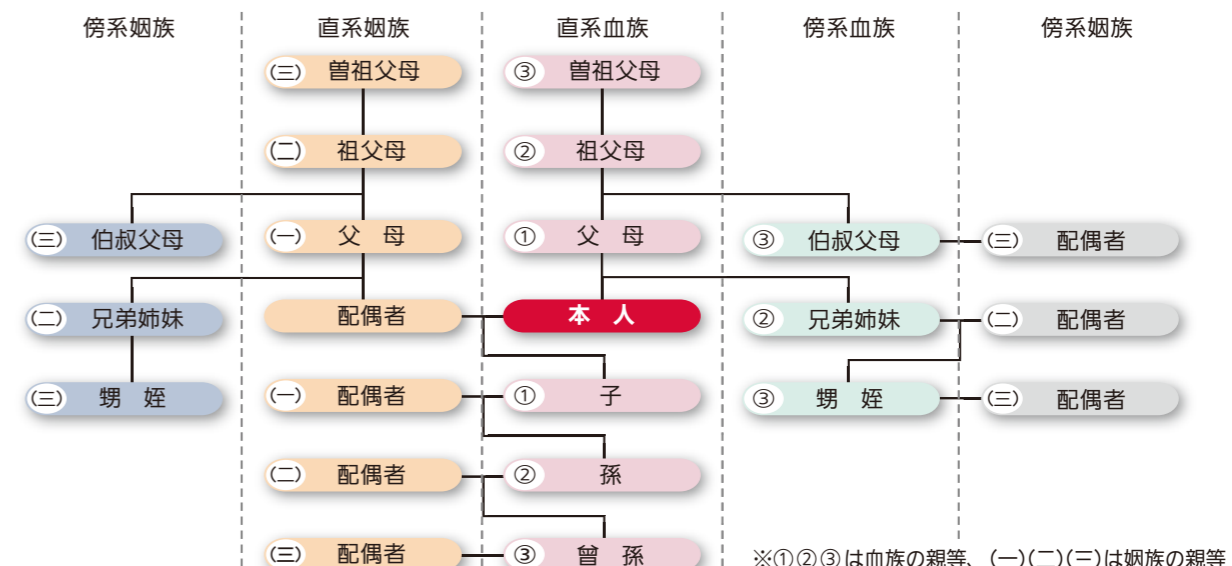 傍系姻族 直系姻族 直系血族 傍系血族 傍系姻族
(三) 曽祖父母 ③ 曽祖父母
(二) 祖父母 ② 祖父母
(三) 伯叔父母 (一) 父 母 ① 父 母 ③ 伯叔父母 (三) 配偶者
(二) 兄弟姉妹 配偶者 本 人 ② 兄弟姉妹 (二) 配偶者
(三) 甥 姪 (一) 配偶者 ① 子 ③ 甥 姪 (三) 配偶者
(二) 配偶者 ② 孫
(三) 配偶者 ③ 曾 孫
※①②③は血族の親等、(一)(二)(三)は姻族の親等